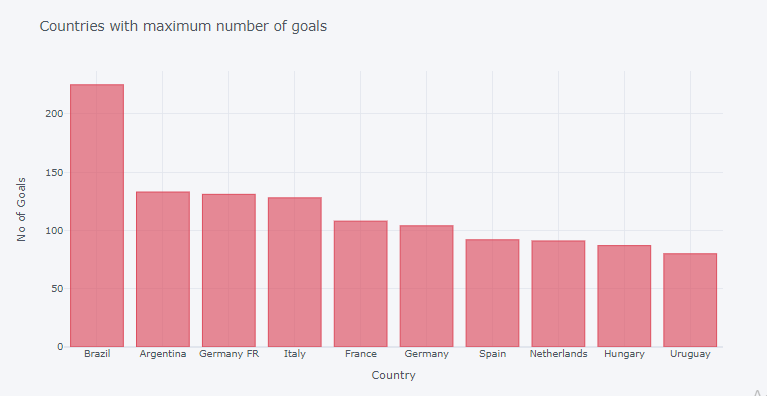 Countries with maximum number of goals
No of Goals
200
150
100
50
0
Brazil Argentina Germany FR Italy France Germany Spain Netherlands Hungary Uruguay
Country